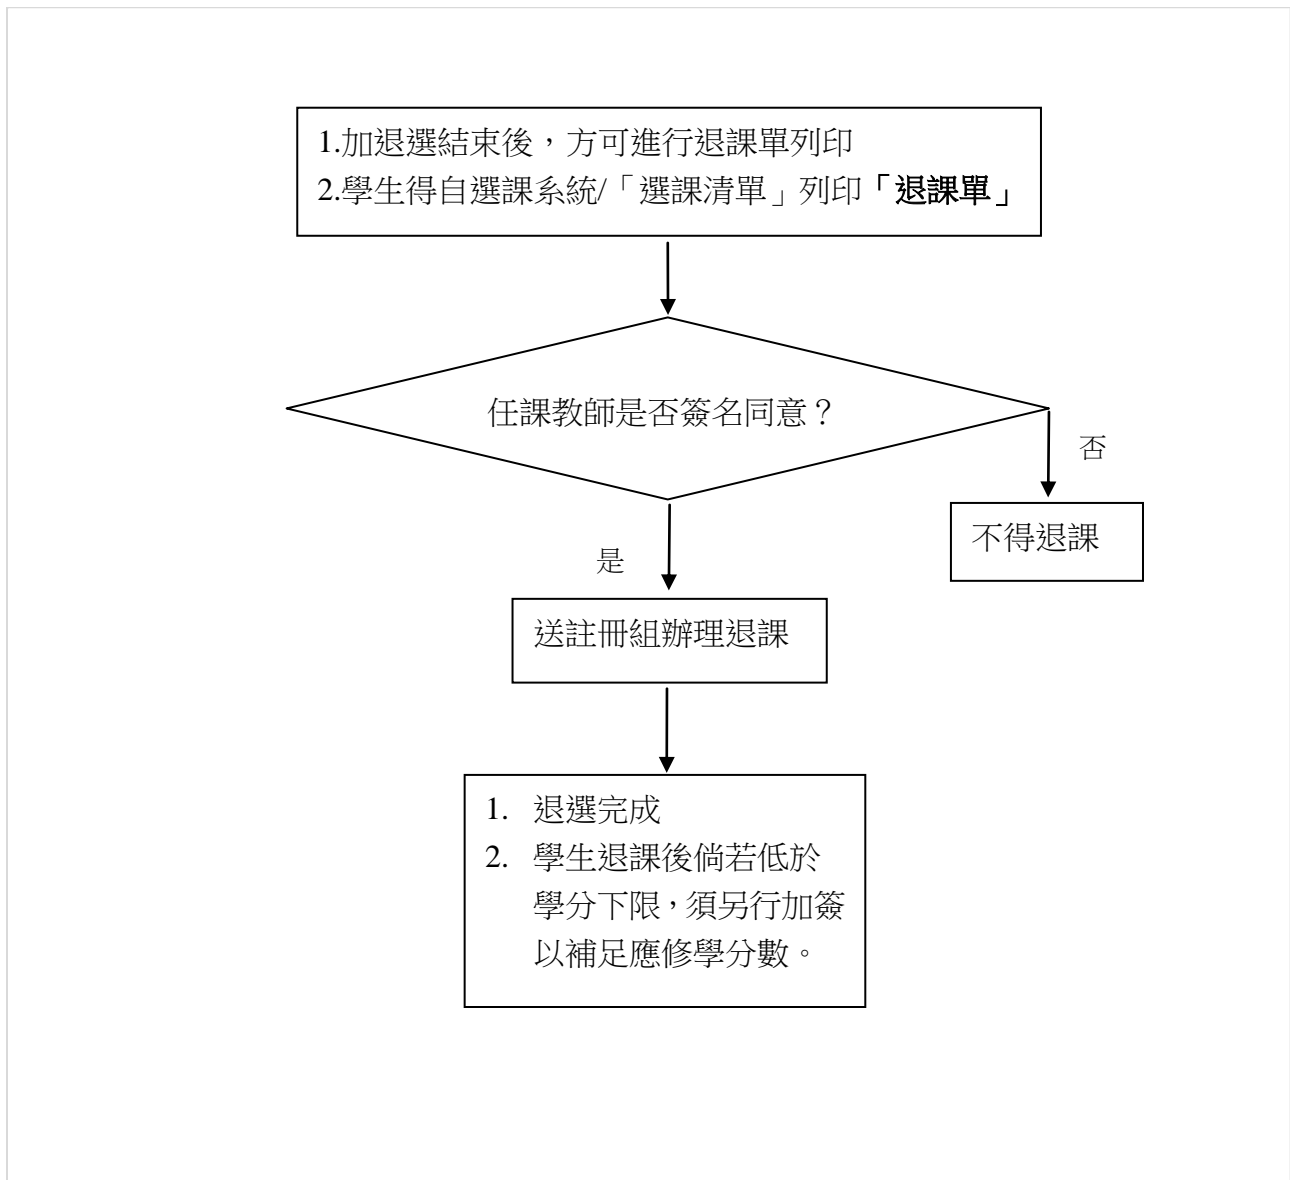 1.加退選結束後，方可進行退課單列印
2.學生得自選課系統/「選課清單」列印「退課單」
任課教師是否簽名同意？
否
不得退課
是
送註冊組辦理退課
1. 退選完成
2. 學生退課後倘若低於
學分下限，須另行加簽
以補足應修學分數。